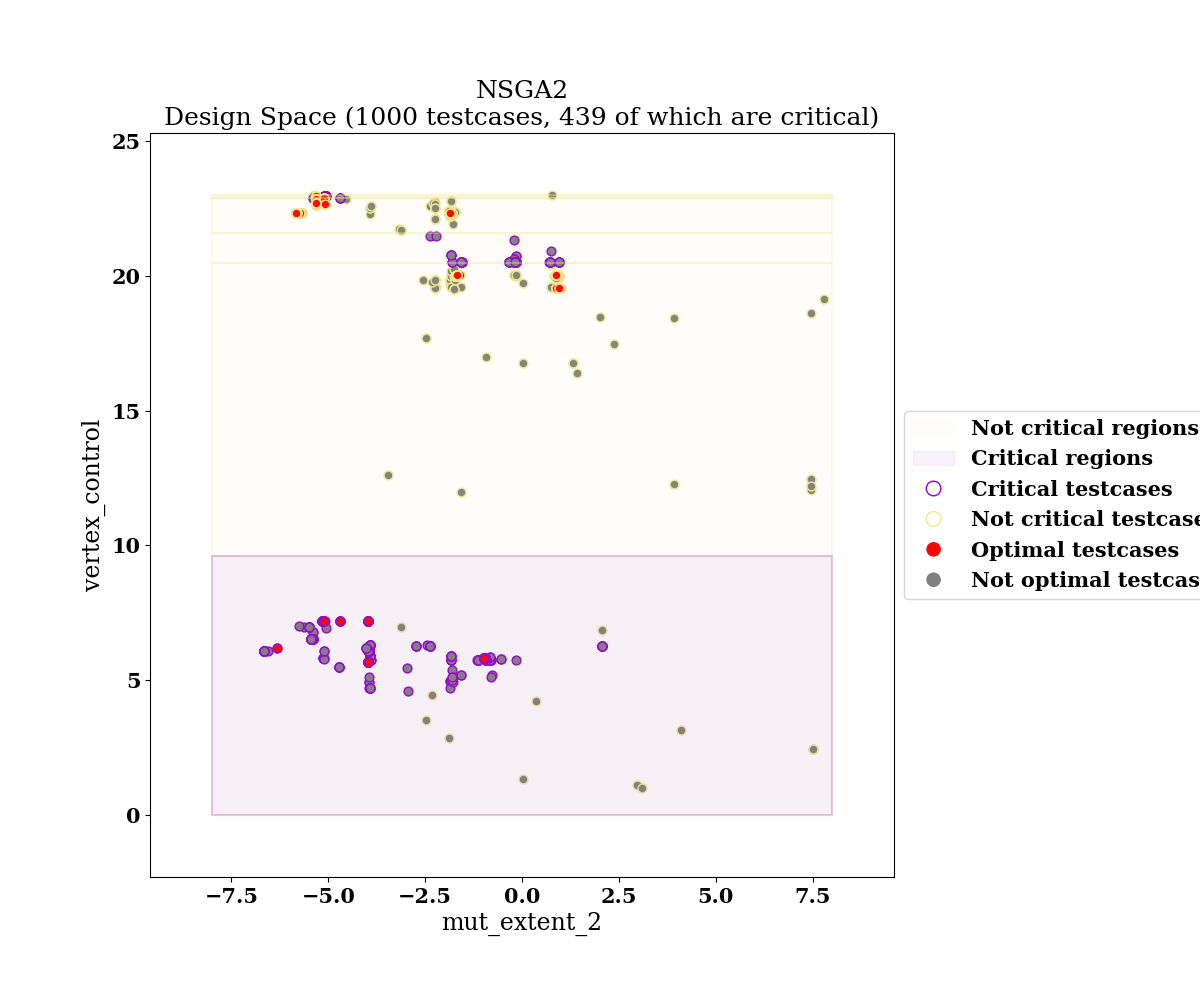 NSGA2
Design Space (1000 testcases, 439 of which are critical)
25
20
15
10
5
0
vertex_control
−7.5
−5.0
−2.5
0.0
2.5
5.0
7.5
mut_extent_2
Not critical regions
Critical regions
Critical testcases
Not critical testcase
Optimal testcases
Not optimal testcas